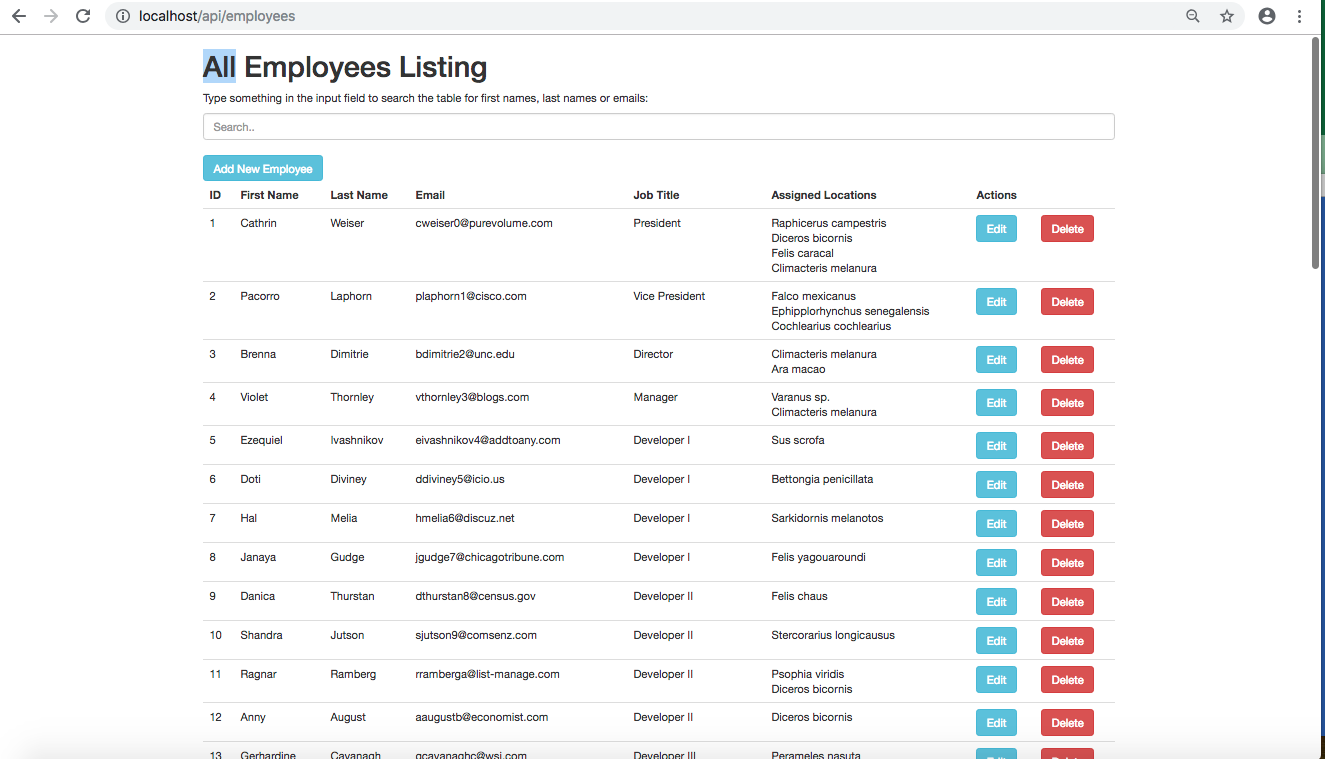 localhost/api/employees
All Employees Listing
Type something in the input field to search the table for first names, last names or emails:
Search..
Add New Employee
ID First Name Last Name Email Job Title Assigned Locations Actions
1 Cathrin Weiser cweiser0@purevolume.com President Raphicerus campestris Edit Delete
Diceros bicornis
Felis caracal
Climacteris melanura
2 Pacorro Laphorn plaphorn1@cisco.com Vice President Falco mexicanus Edit Delete
Ephipplorhynchus senegalensis
Cochlearius cochlearius
3 Brenna Dimitrie bdimitrie2@unc.edu Director Climacteris melanura Edit Delete
Ara macao
4 Violet Thornley vthornley3@blogs.com Manager Varanus sp. Edit Delete
Climacteris melanura
5 Ezequiel Ivashnikov eivashnikov4@addtoany.com Developer I Sus scrofa Edit Delete
6 Doti Diviney ddiviney5@icio.us Developer I Bettongia penicillata Edit Delete
7 Hal Melia hmelia6@discuz.net Developer I Sarkidornis melanotos Edit Delete
8 Janaya Gudge jgudge7@chicagotribune.com Developer I Felis yagouaroundi Edit Delete
9 Danica Thurstan dthurstan8@census.gov Developer II Felis chaus Edit Delete
10 Shandra Jutson sjutson9@comsenz.com Developer II Stercorarius longicausus Edit Delete
11 Ragnar Ramberg rramberga@list-manage.com Developer II Psophia viridis Edit Delete
Diceros bicornis
12 Anny August aaugustb@economist.com Developer II Diceros bicornis Edit Delete
13 Gerhardine Cavanagh gcavanaghc@wsj.com Developer III Perameles nasuta